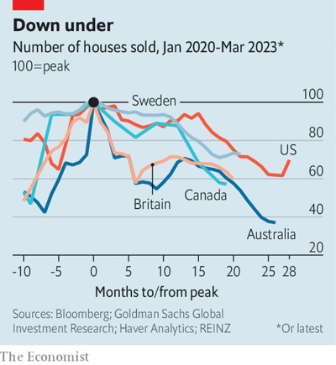 Down under
Number of houses sold, Jan 2020-Mar 2023*
100=peak
100
Sweden
80
US
60
Britain
Canada
40
Australia
20
-10 -5 0 5 10 15 20 25 28
Months to/from peak
Sources: Bloomberg; Goldman Sachs Global
Investment Research; Haver Analytics; REINZ *Or latest
The Economist